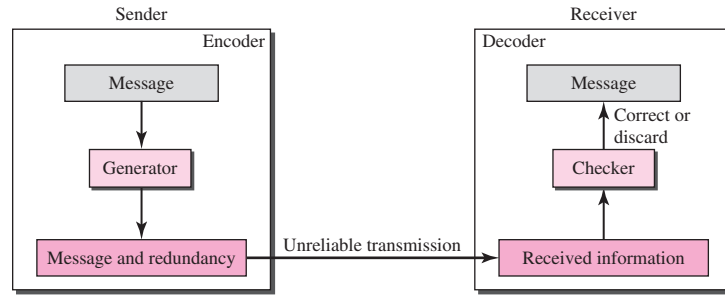 Sender
Encoder
Message
Generator
Message and redundancy
Unreliable transmission
Receiver
Decoder
Message
Correct or
discard
Checker
Received information